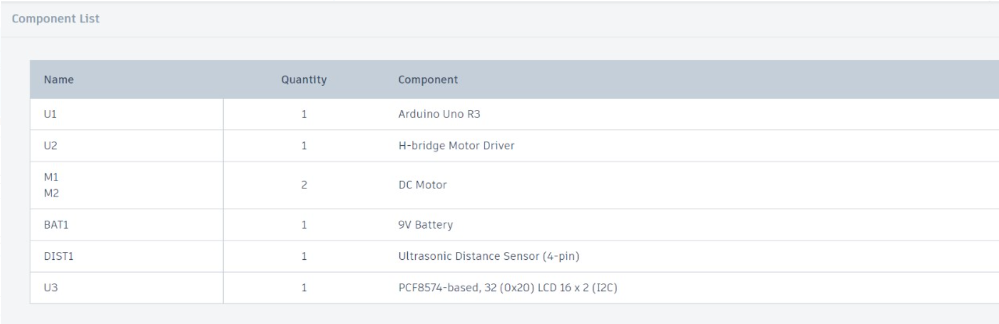 Component List
Name Quantity Component
U1 1 Arduino Uno R3
U2 1 H-bridge Motor Driver
M1
M2 2 DC Motor
BAT1 1 9V Battery
DIST1 1 Ultrasonic Distance Sensor (4-pin)
U3 1 PCF8574-based, 32 (0x20) LCD 16 x 2 (I2C)